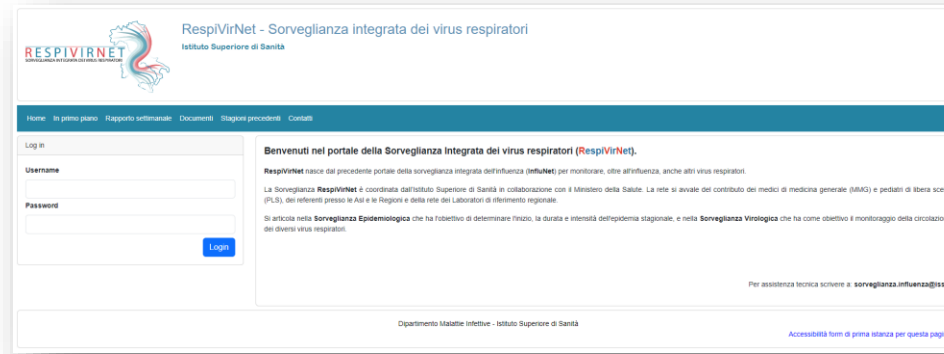 RespiVirNet - Sorveglianza integrata dei virus respiratori
Istituto Superiore di Sanità
RESPIVIRNET
SORVEGLIANZA INTEGRATA DEI VIRUS RESPIRATORI
Home In primo piano Rapporto settimanale Documenti Stagioni precedenti Contatti
Log in
Username
Password
Login
Benvenuti nel portale della Sorveglianza Integrata dei virus respiratori (RespiVirNet).
RespiVirNet nasce dal precedente portale della sorveglianza integrata dell'influenza (InfluNet) per monitorare, oltre all'influenza, anche altri virus respiratori.
La Sorveglianza RespiVirNet è coordinata dall'Istituto Superiore di Sanità in collaborazione con il Ministero della Salute. La rete si avvale del contributo dei medici di medicina generale (MMG) e pediatri di libera sce
(PLS), dei referenti presso le Asl e le Regioni e della rete dei Laboratori di riferimento regionale.
Si articola nella Sorveglianza Epidemiologica che ha l'obiettivo di determinare l'inizio, la durata e intensità dell'epidemia stagionale, e nella Sorveglianza Virologica che ha come obiettivo il monitoraggio della circolazion
dei diversi virus respiratori.
Per assistenza tecnica scrivere a: sorveglianza.influenza@iss
Dipartimento Malattie Infettive - Istituto Superiore di Sanità
Accessibilità form di prima istanza per questa pagi